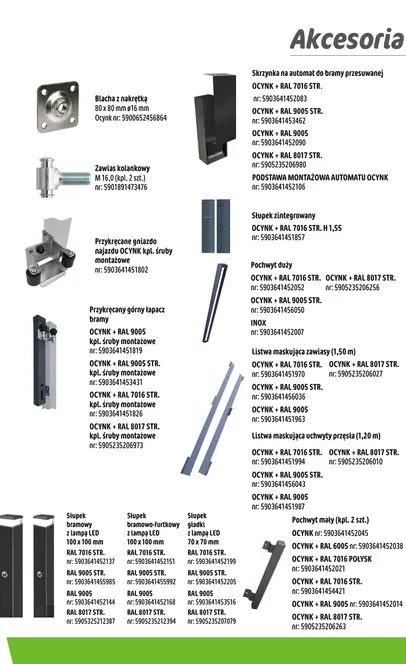 Akcesoria
Blacha z nakrętką
80 x 80 mm ø16 mm
Ocynk nr: 5900652456864
Zawias kolankowy
M 16,0 (kpl. 2 szt.)
nr: 5901891473476
Przykręcane gniazdo
najazdu OCYNK kpl. śruby
montażowe
nr: 5903641451802
Przykręcany górny łapacz
bramy
OCYNK + RAL 9005
kpl. śruby montażowe
nr: 5903641451819
OCYNK + RAL 9005 STR.
kpl. śruby montażowe
nr: 5903641453431
OCYNK + RAL 7016 STR.
kpl. śruby montażowe
nr: 5903641451826
OCYNK + RAL 8017 STR.
kpl. śruby montażowe
nr: 5905235206973
Skrzynka na automat do bramy przesuwanej
OCYNK + RAL 7016 STR.
nr: 5903641452083
OCYNK + RAL 9005 STR.
nr: 5903641453462
OCYNK + RAL 9005
nr: 5903641452090
OCYNK + RAL 8017 STR.
nr: 5905235206980
PODSTAWA MONTAŻOWA AUTOMATU OCYNK
nr: 5903641452106
Słupek zintegrowany
OCYNK + RAL 7016 STR. H 1,55
nr: 5903641451857
Pochwyt duży
OCYNK + RAL 7016 STR. OCYNK + RAL 8017 STR.
nr: 5903641452052 nr: 5905235206256
OCYNK + RAL 9005 STR.
nr: 5903641456050
INOX
nr: 5903641452007
Listwa maskująca zawiasy (1,50 m)
OCYNK + RAL 7016 STR. OCYNK + RAL 8017 STR.
nr: 5903641451970 nr: 5905235206027
OCYNK + RAL 9005 STR.
nr: 5903641456036
OCYNK + RAL 9005
nr: 5903641451963
Listwa maskująca uchwyty przęsła (1,20 m)
OCYNK + RAL 7016 STR. OCYNK + RAL 8017 STR.
nr: 5903641451994 nr: 5905235206010
OCYNK + RAL 9005 STR.
nr: 5903641456043
OCYNK + RAL 9005
nr: 5903641451987
Słupek
bramowy
z lampą LED
100 x 100 mm
RAL 7016 STR.
nr: 5903641452137
RAL 9005 STR.
nr: 5903641455985
RAL 9005
nr: 5903641452144
RAL 8017 STR.
nr: 5905325212387
Słupek
bramowo-furtkowy
z lampą LED
100 x 100 mm
RAL 7016 STR.
nr: 5903641452151
RAL 9005 STR.
nr: 5903641455992
RAL 9005
nr: 5903641452168
RAL 8017 STR.
nr: 5905235212394
Słupek
gładki
z lampą LED
70 x 70 mm
RAL 7016 STR.
nr: 5903641452199
RAL 9005 STR.
nr: 5903641452205
RAL 9005
nr: 5903641453516
RAL 8017 STR.
nr: 5905235207079
Pochwyt mały (kpl. 2 szt.)
OCYNK nr: 5903641452045
OCYNK + RAL 6005 nr: 5903641452038
OCYNK + RAL 7016 POŁYSK
nr: 5903641452021
OCYNK + RAL 7016 STR.
nr: 5903641454421
OCYNK + RAL 9005 nr: 5903641452014
OCYNK + RAL 8017 STR.
nr: 5905235206263